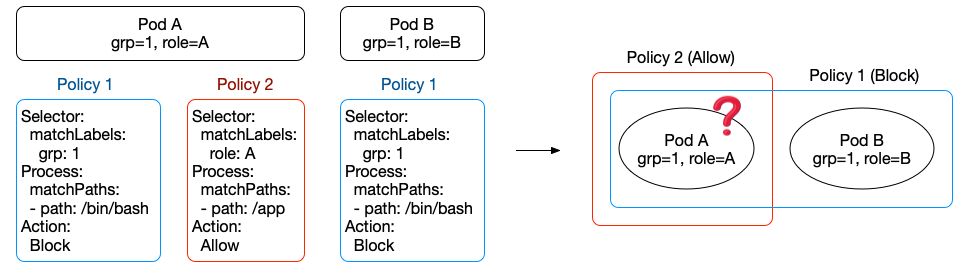 Pod A
grp=1, role=A
Pod B
grp=1, role=B
Policy 1
Selector:
matchLabels:
grp: 1
Process:
matchPaths:
- path: /bin/bash
Action:
Block
Policy 2
Selector:
matchLabels:
role: A
Process:
matchPaths:
- path: /app
Action:
Allow
Policy 1
Selector:
matchLabels:
grp: 1
Process:
matchPaths:
- path: /bin/bash
Action:
Block
Policy 2 (Allow)
Policy 1 (Block)
Pod A
grp=1, role=A
❓
Pod B
grp=1, role=B